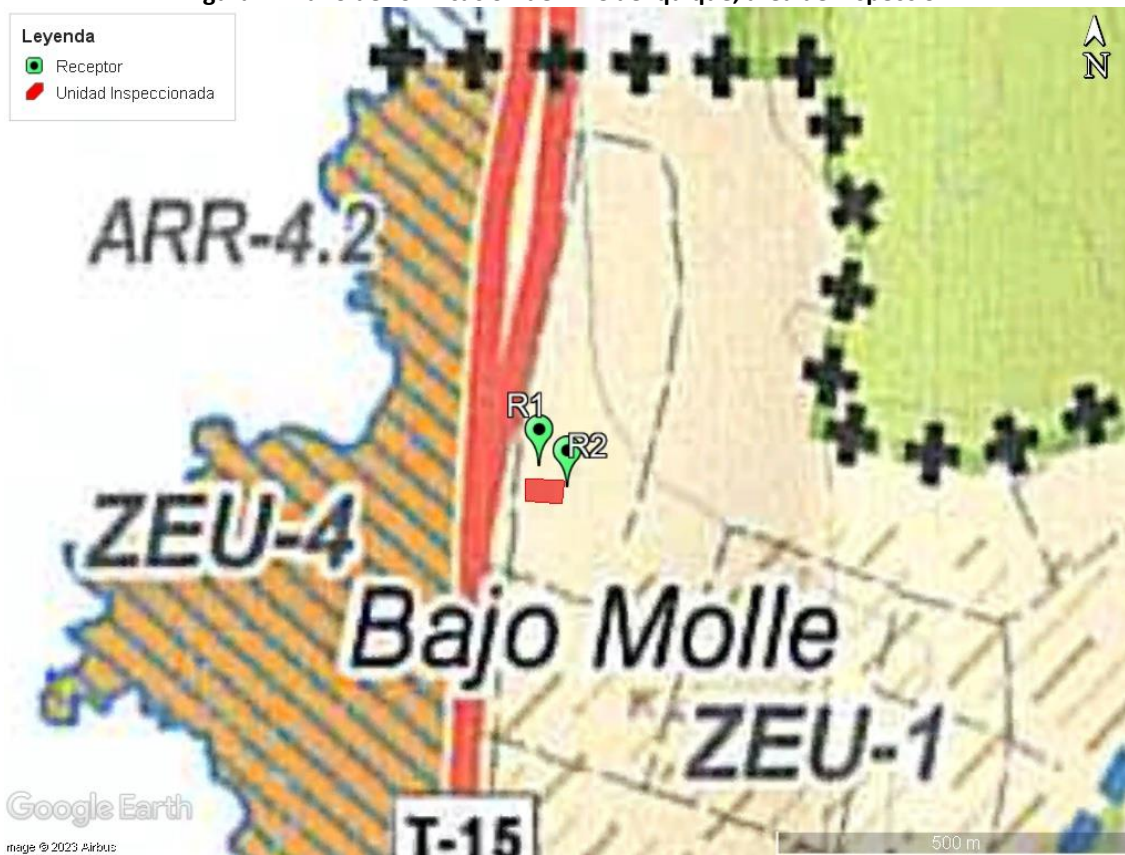 Leyenda
Receptor
Unidad Inspeccionada
N
ARR-4.2
R1
R2
ZEU-4
Bajo Molle
ZEU-1
Google Earth
T-15
500 m
mage © 2023 Airbus